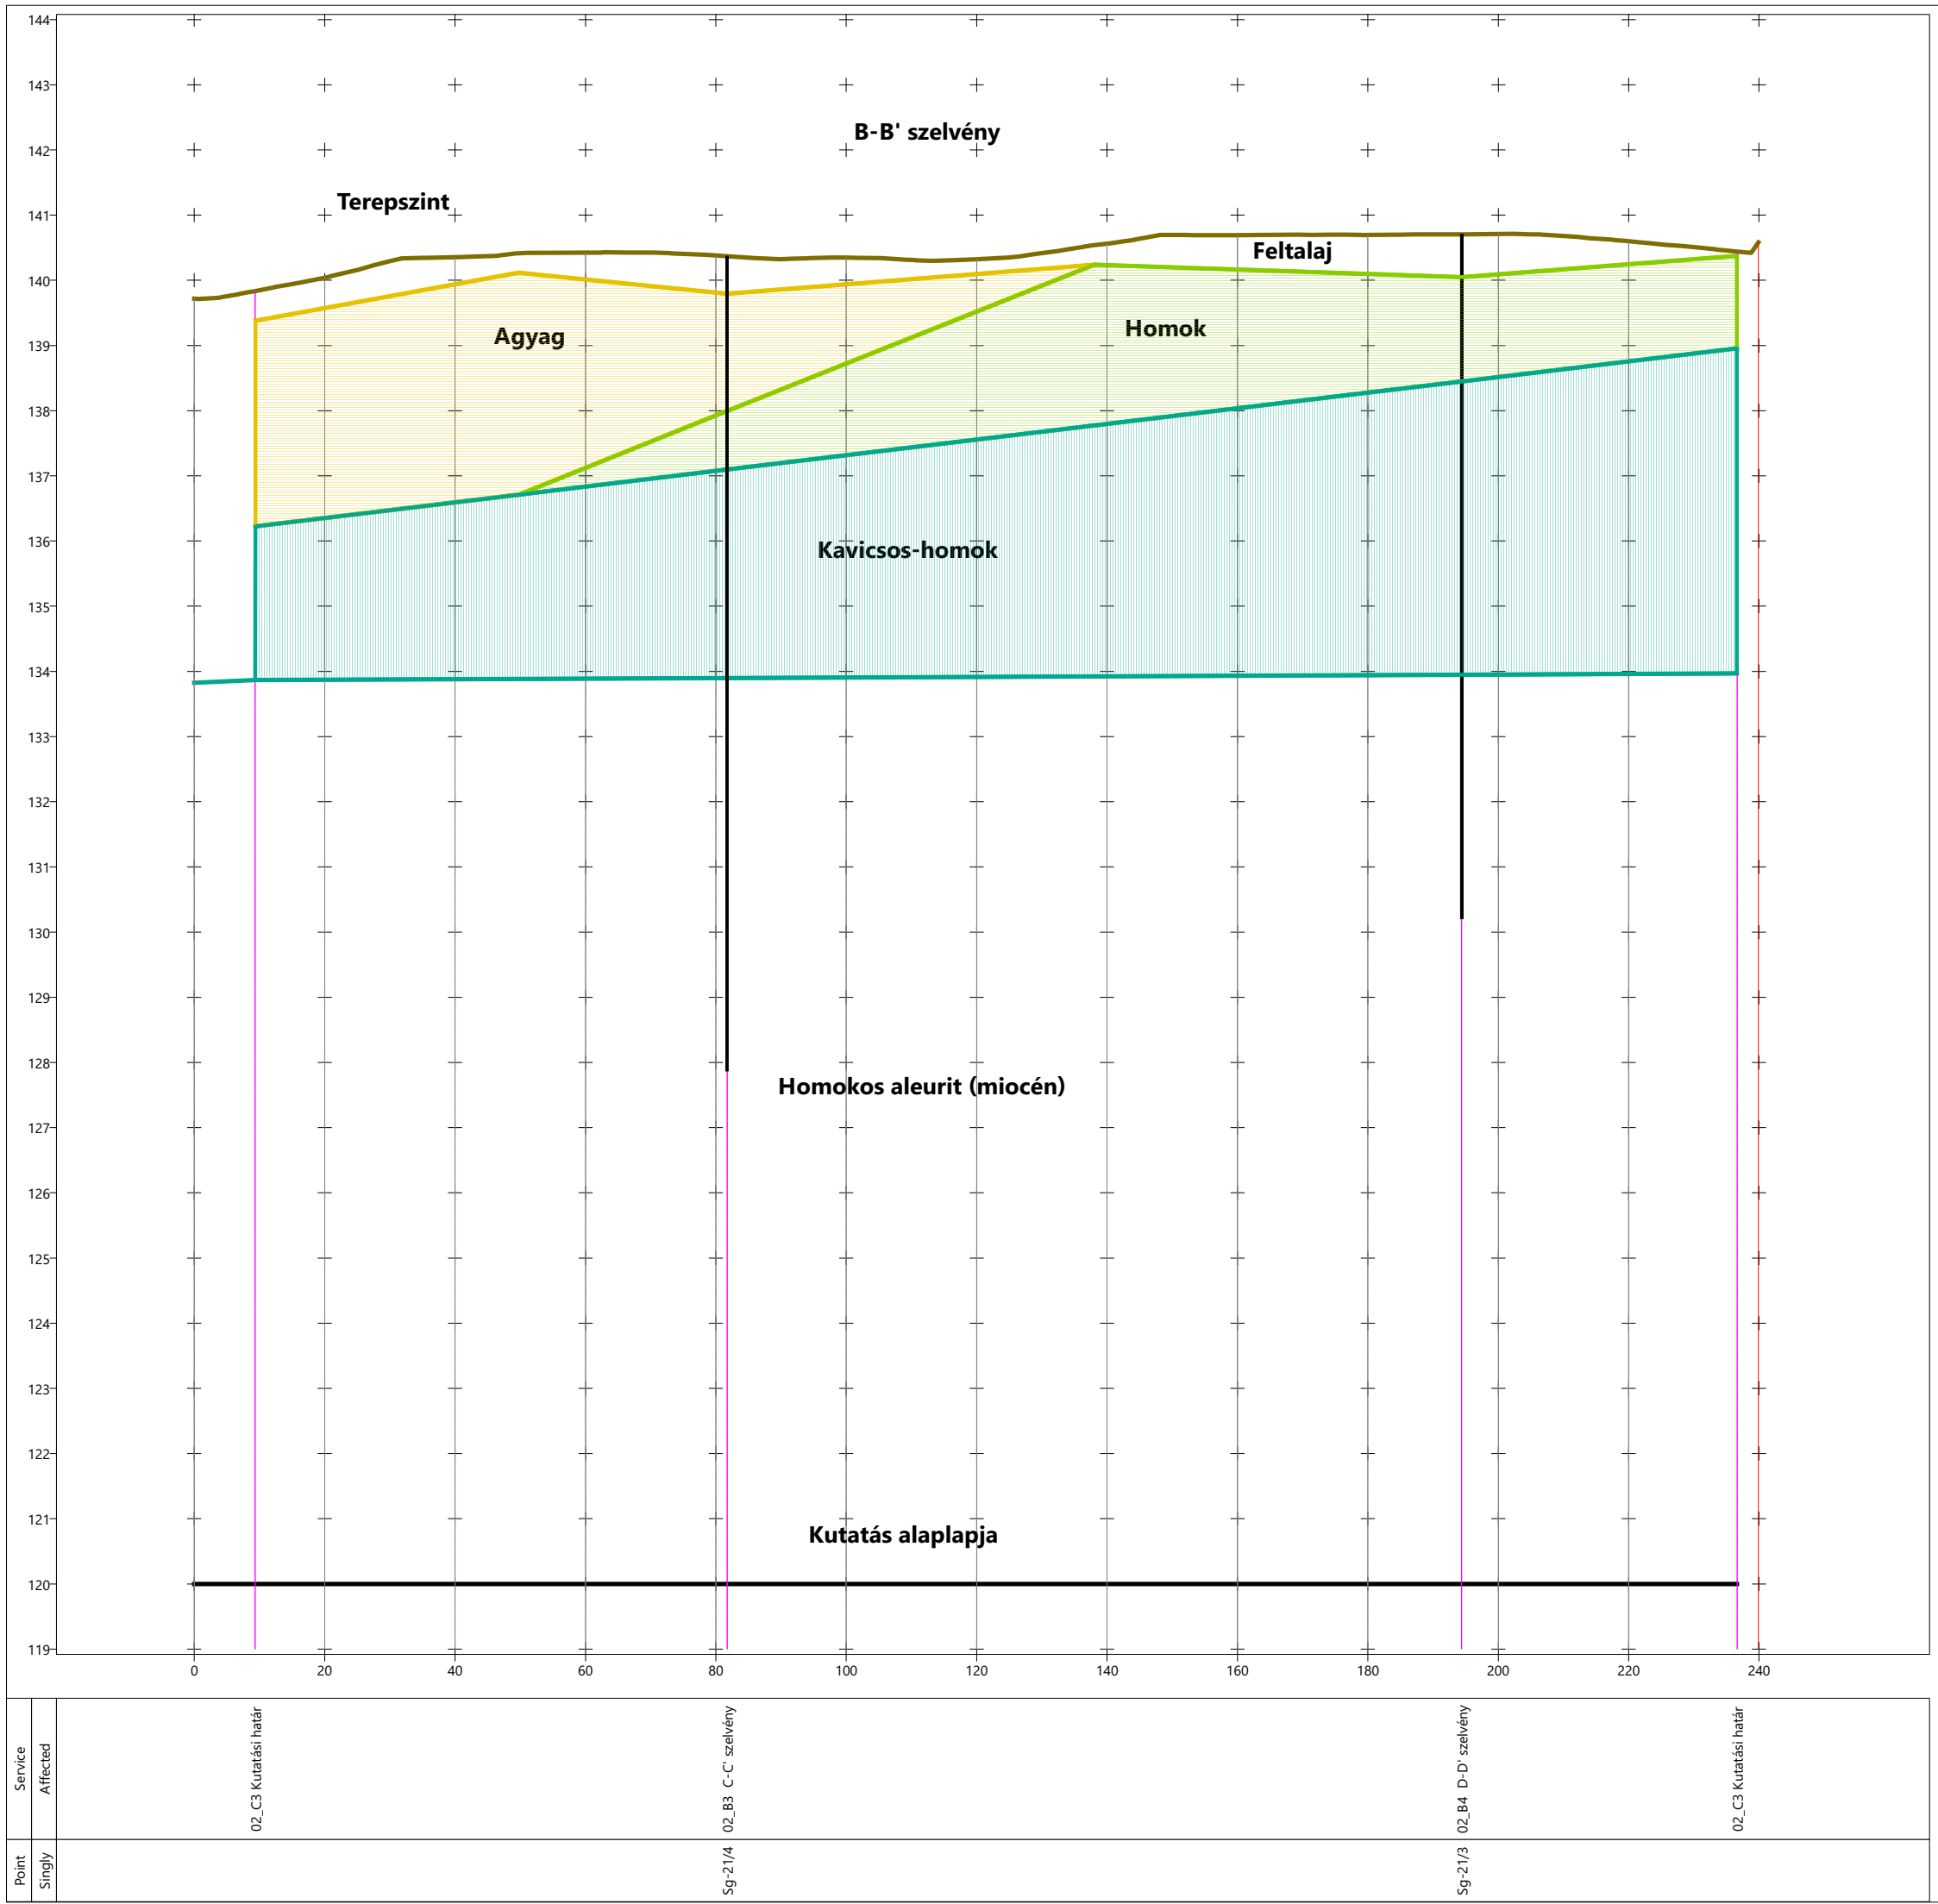 144
143
B-B' szelvény
142
Terepszint
141
Feltalaj
140
Agyag
Homok
139
138
137
Kavicsos-homok
136
135
134
133
132
131
130
129
128
Homokos aleurit (miocén)
127
126
125
124
123
122
121
Kutatás alaplapja
120
119
0 20 40 60 80 100 120 140 160 180 200 220 240
Service
Affected
02_C3 Kutatási határ
02_B3 C-C' szelvény
02_B4 D-D' szelvény
02_C3 Kutatási határ
Point
Singly
Sg-21/4
Sg-21/3